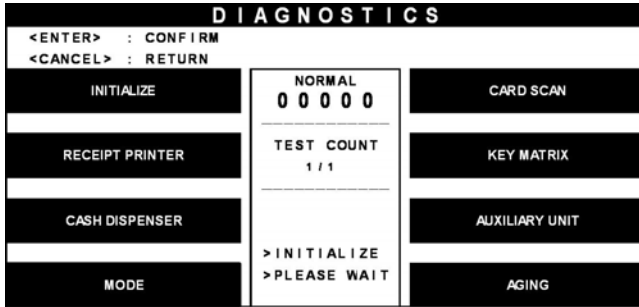 DIAGNOSTICS
<ENTER> : CONFIRM
<CANCEL> : RETURN
INITIALIZE
RECEIPT PRINTER
CASH DISPENSER
MODE
NORMAL
00000
TEST COUNT
1/1
>INITIALIZE
>PLEASE WAIT
CARD SCAN
KEY MATRIX
AUXILIARY UNIT
AGING